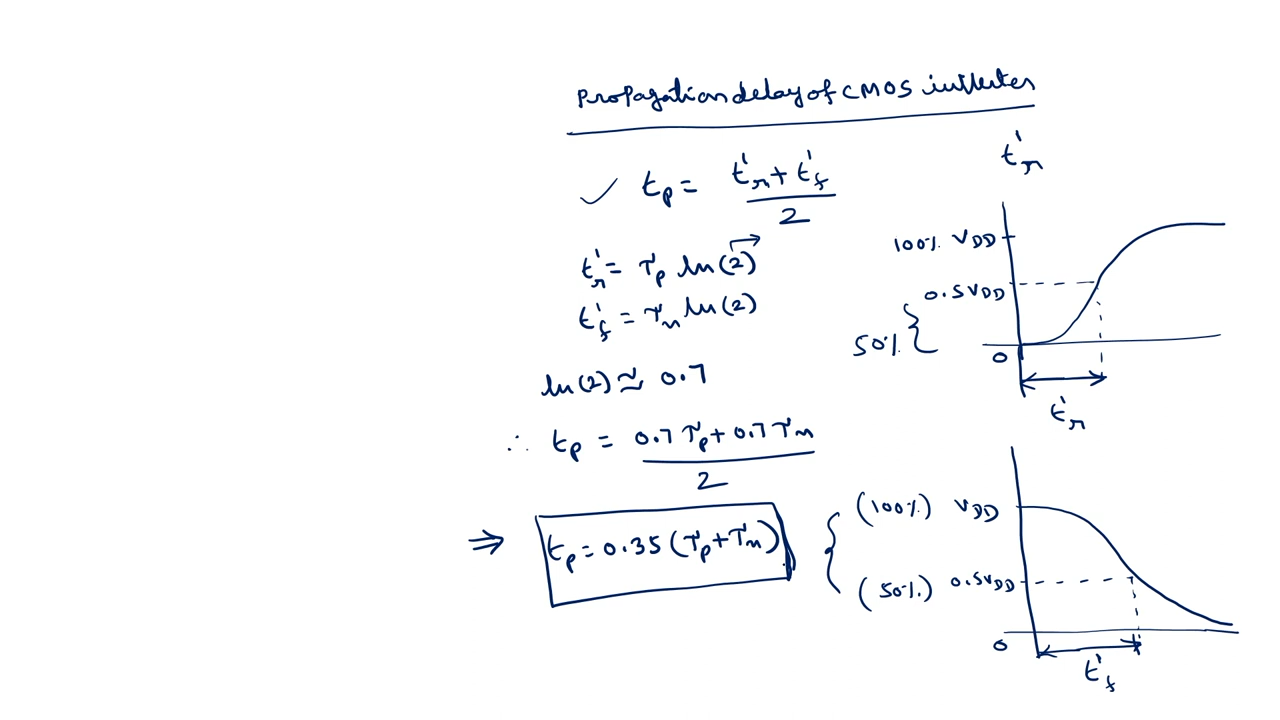 Propagation delay of CMOS inverter
✓ tp = (t'r + t'f) / 2
t'r = τp ln(2)
t'f = τn ln(2)
ln(2) ≈ 0.7
∴ tp = (0.7 τp + 0.7 τn) / 2
⇒ tp = 0.35 (τp + τn)
t'r
100% VDD
0.5VDD
50%
0
t'r
(100%) VDD
(50%) 0.5VDD
0
t'f